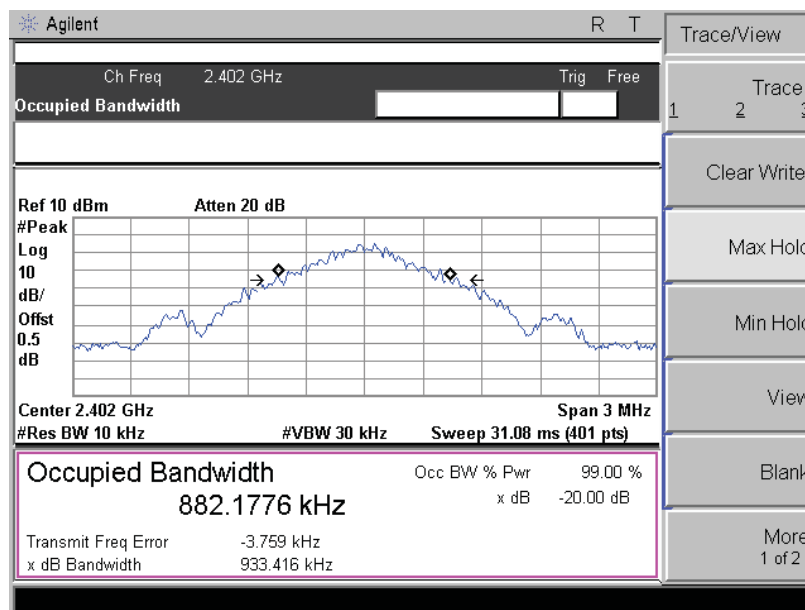 Agilent R T
Ch Freq 2.402 GHz Trig Free
Occupied Bandwidth
Ref 10 dBm Atten 20 dB
#Peak
Log
10
dB/
Offst
0.5
dB
Center 2.402 GHz Span 3 MHz
#Res BW 10 kHz #VBW 30 kHz Sweep 31.08 ms (401 pts)
Occupied Bandwidth
882.1776 kHz
Occ BW % Pwr 99.00 %
x dB -20.00 dB
Transmit Freq Error -3.759 kHz
x dB Bandwidth 933.416 kHz
Trace/View
Trace
1 2
Clear Write
Max Hold
Min Hold
View
Blank
More
1 of 2